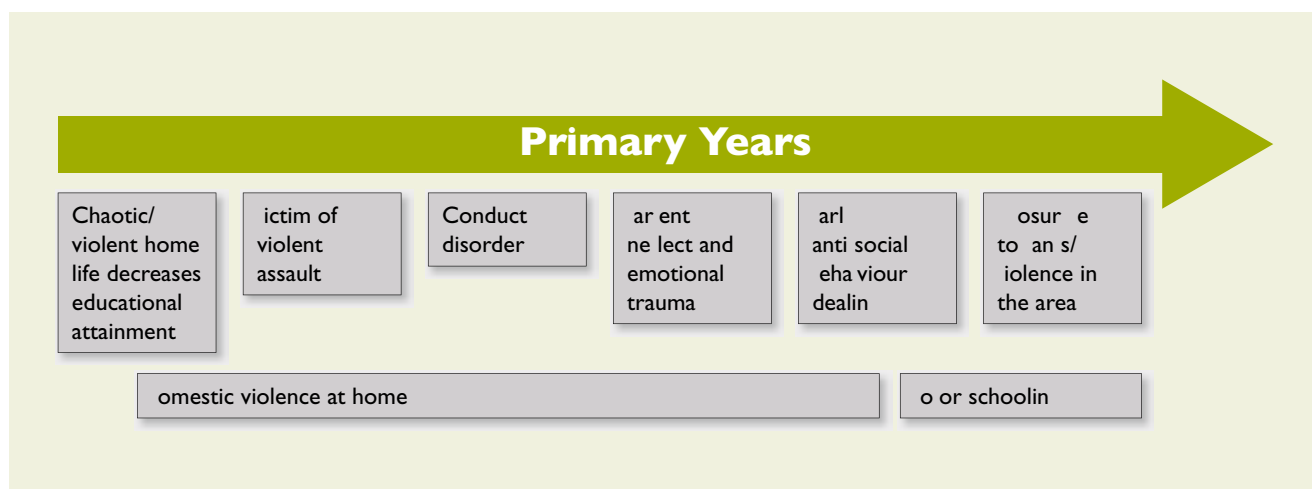 Primary Years
Chaotic/
violent home
life decreases
educational
attainment
ictim of
violent
assault
Conduct
disorder
ar ent
ne lect and
emotional
trauma
arl
anti social
eha viour
dealin
osur e
to an s/
iolence in
the area
omestic violence at home
o or schoolin